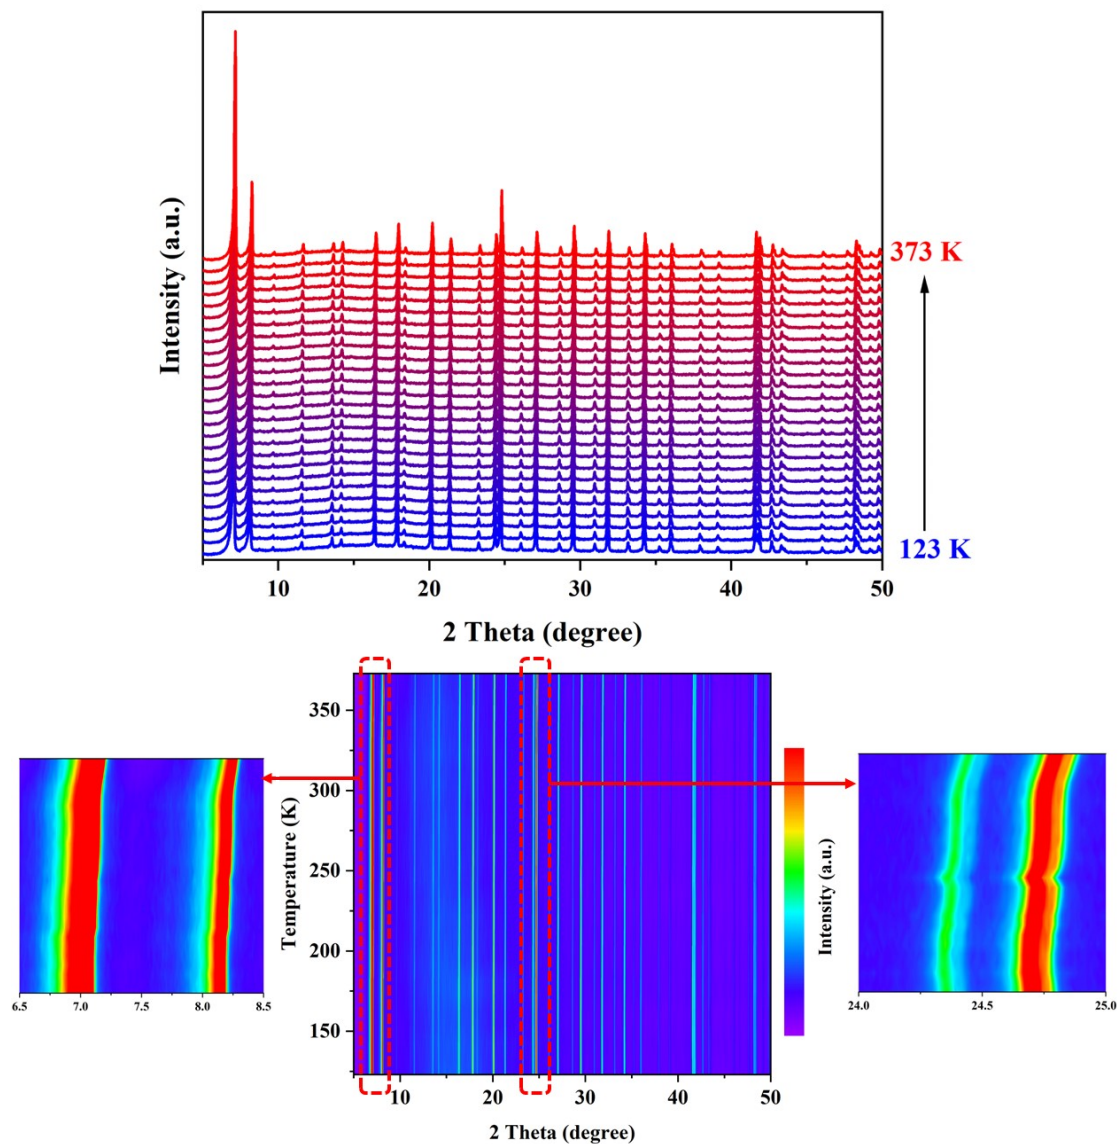 Intensity (a.u.)
373 K
123 K
10 20 30 40 50
2 Theta (degree)
350
300
250
200
150
Temperature (K)
10 20 30 40 50
2 Theta (degree)
Intensity (a.u.)
6.5 7.0 7.5 8.0 8.5
24.0 24.5 25.0